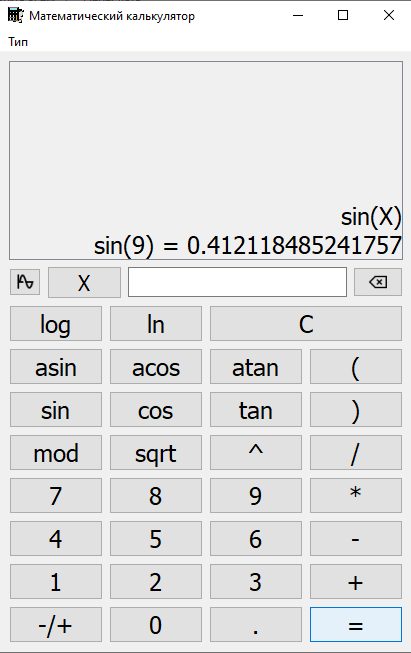 Математический калькулятор
Тип
sin(X)
sin(9) = 0.412118485241757
X
log ln C
asin acos atan (
sin cos tan )
mod sqrt ^ /
7 8 9 *
4 5 6 -
1 2 3 +
-/+ 0 . =